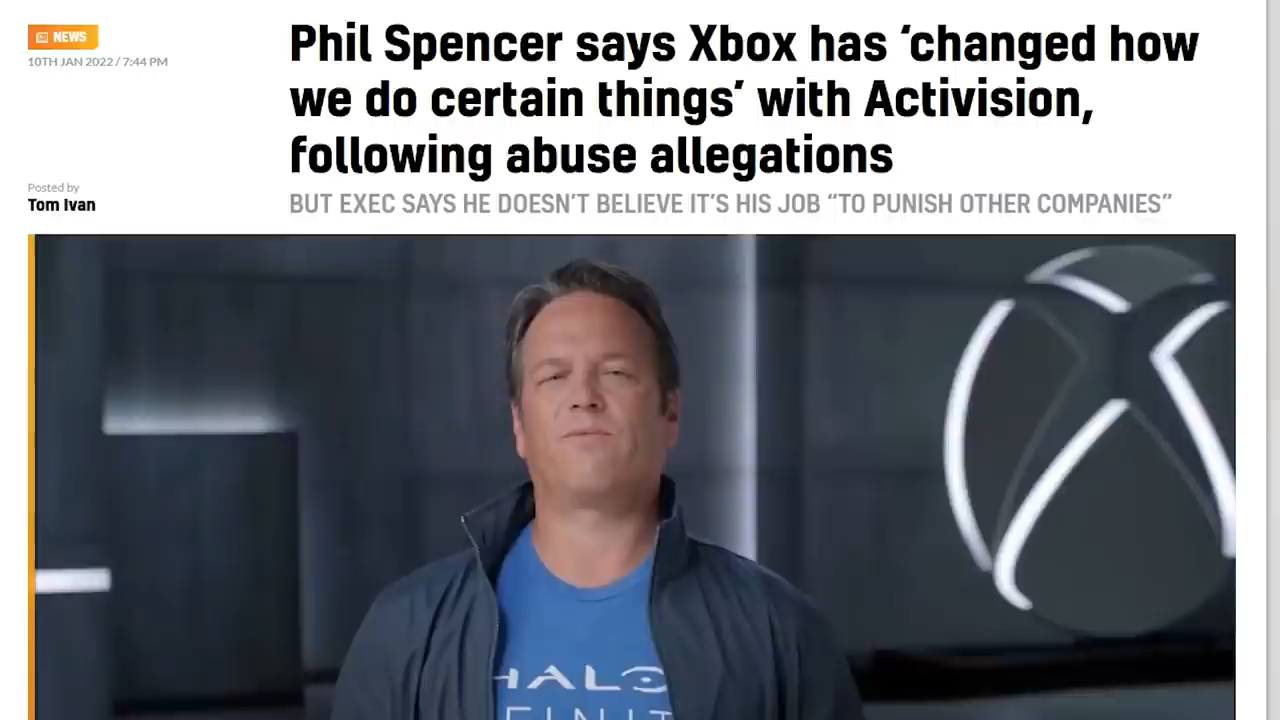 NEWS
10TH JAN 2022 / 7:44 PM
Phil Spencer says Xbox has ‘changed how
we do certain things’ with Activision,
following abuse allegations
Posted by
Tom Ivan
BUT EXEC SAYS HE DOESN’T BELIEVE IT’S HIS JOB “TO PUNISH OTHER COMPANIES”
HALO
INFINIT